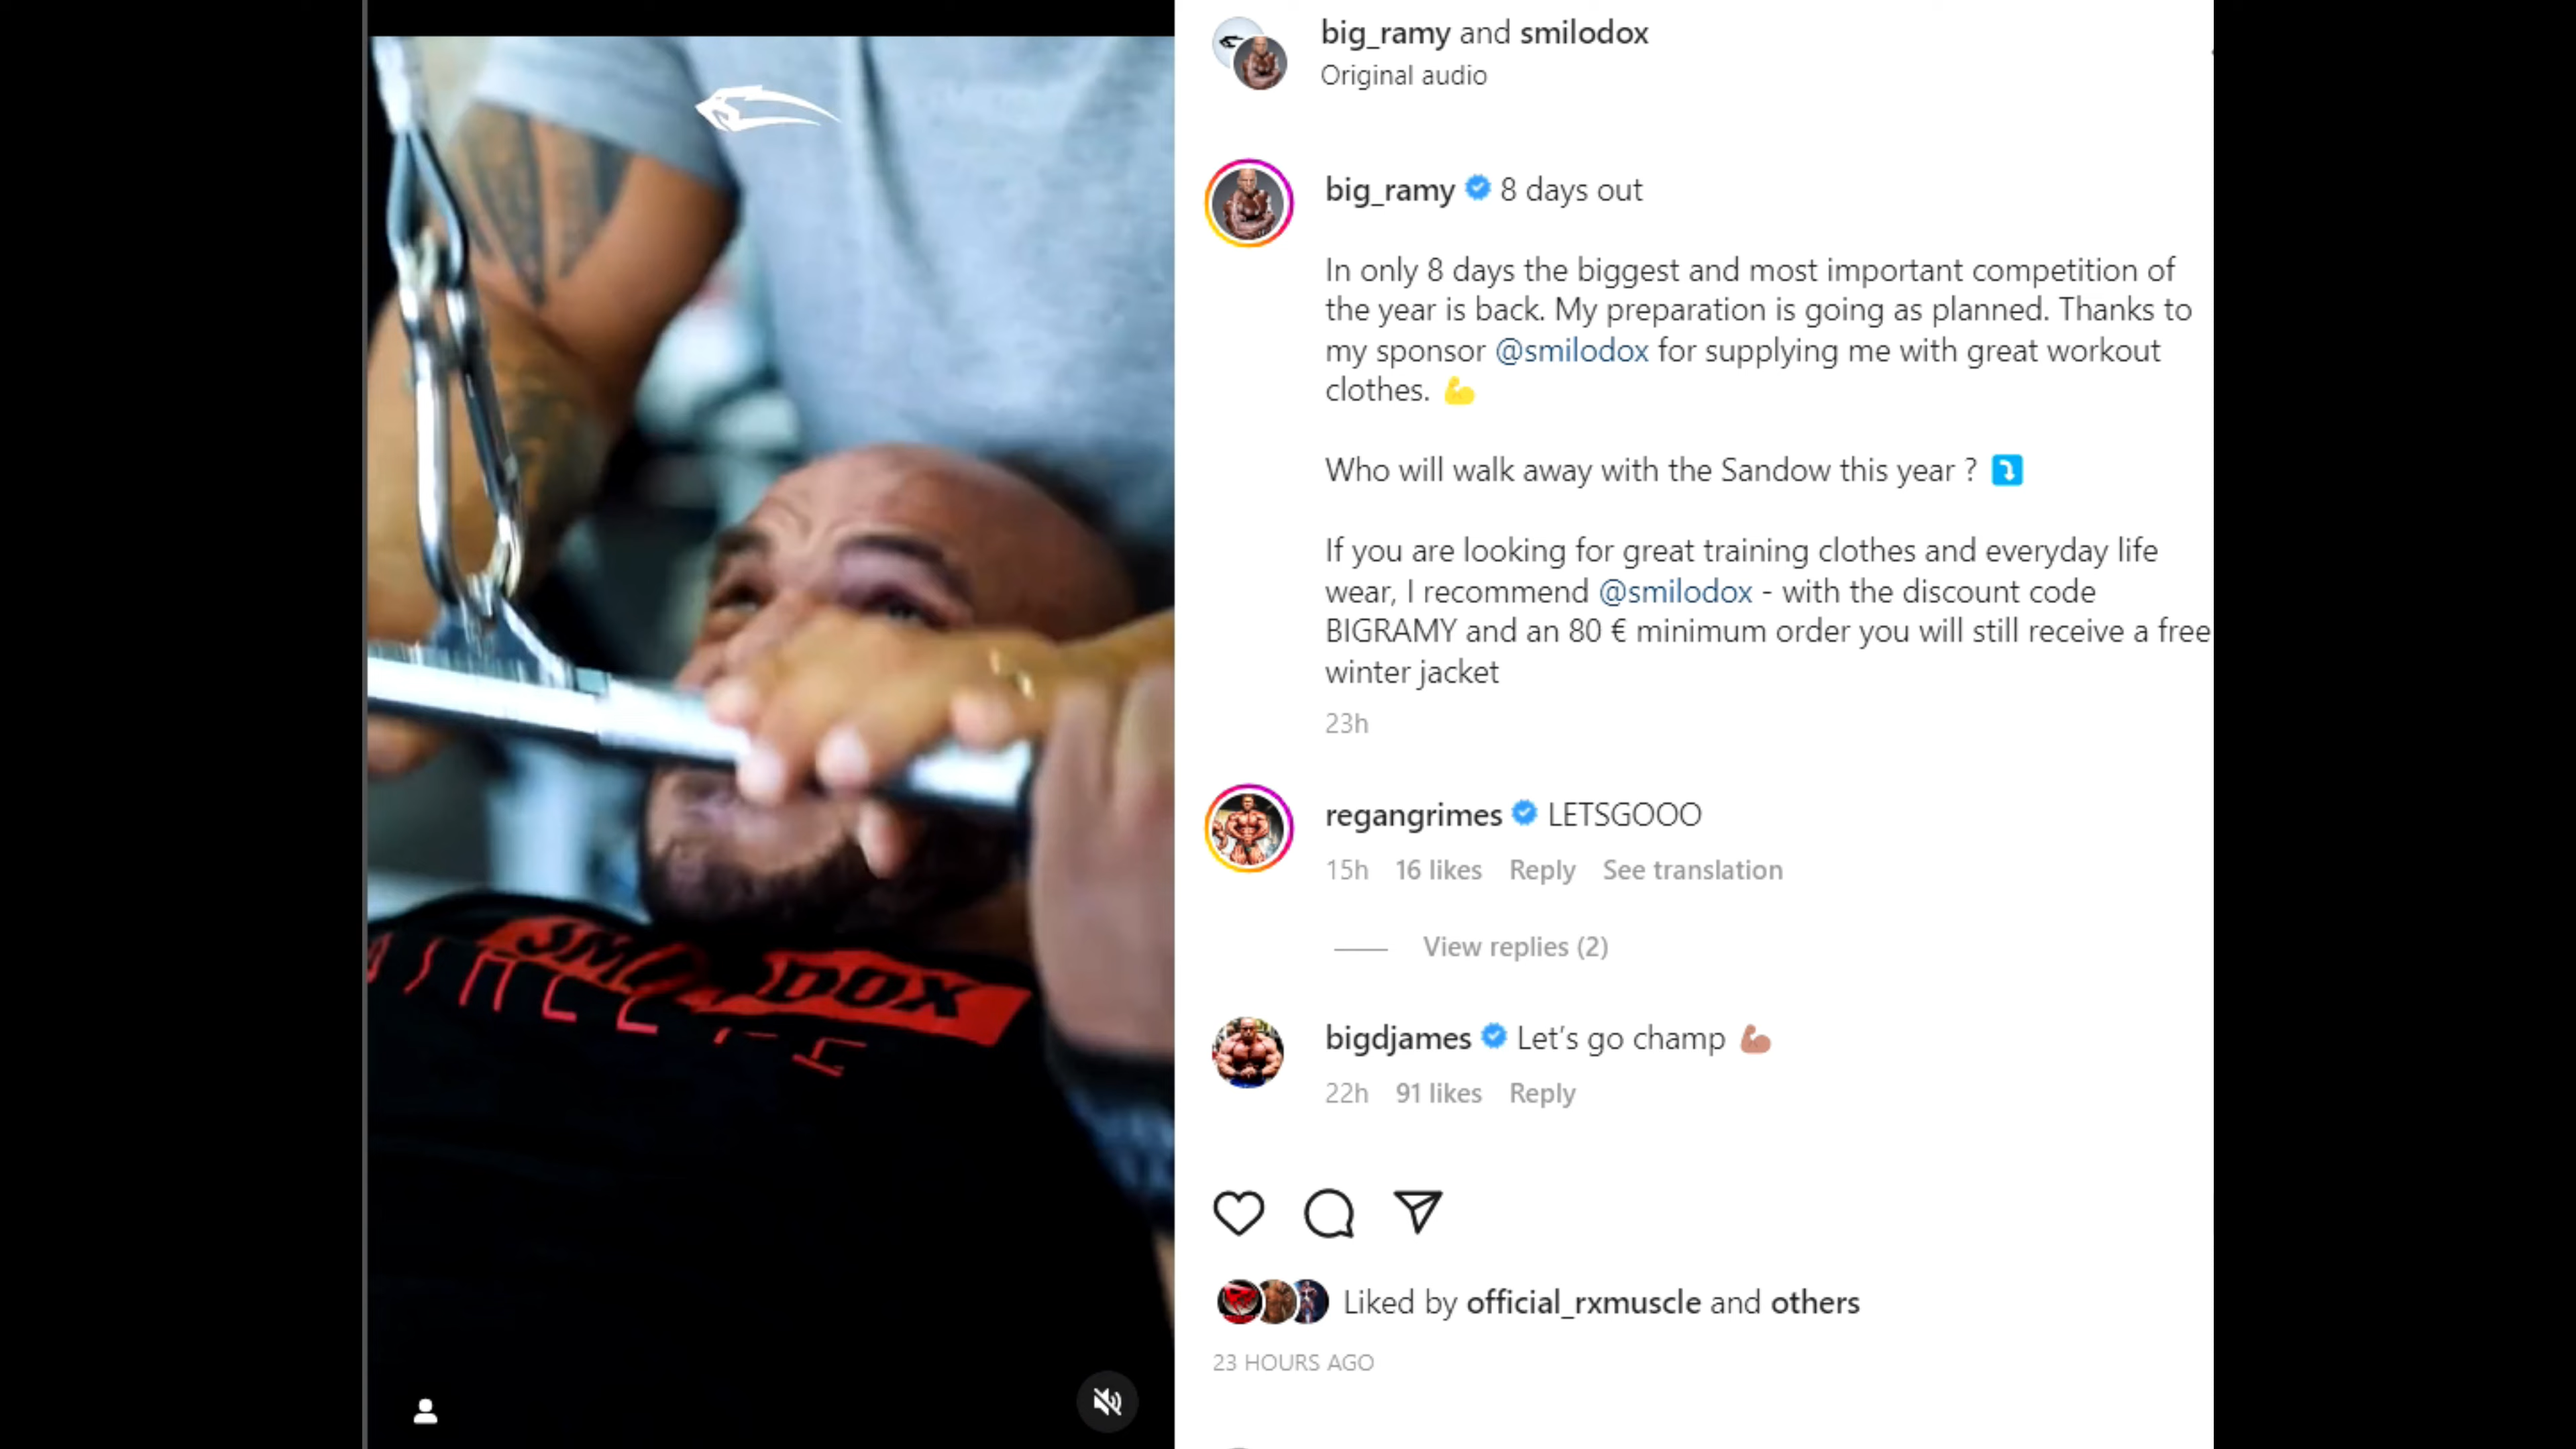 SMILODOX
big_ramy and smilodox
Original audio
big_ramy 8 days out
In only 8 days the biggest and most important competition of
the year is back. My preparation is going as planned. Thanks to
my sponsor @smilodox for supplying me with great workout
clothes. 💪
Who will walk away with the Sandow this year ? ⤵️
If you are looking for great training clothes and everyday life
wear, I recommend @smilodox - with the discount code
BIGRAMY and an 80 € minimum order you will still receive a free
winter jacket
23h
regangrimes LETSGOOO
15h 16 likes Reply See translation
View replies (2)
bigdjames Let’s go champ 💪🏽
22h 91 likes Reply
Liked by official_rxmuscle and others
23 HOURS AGO